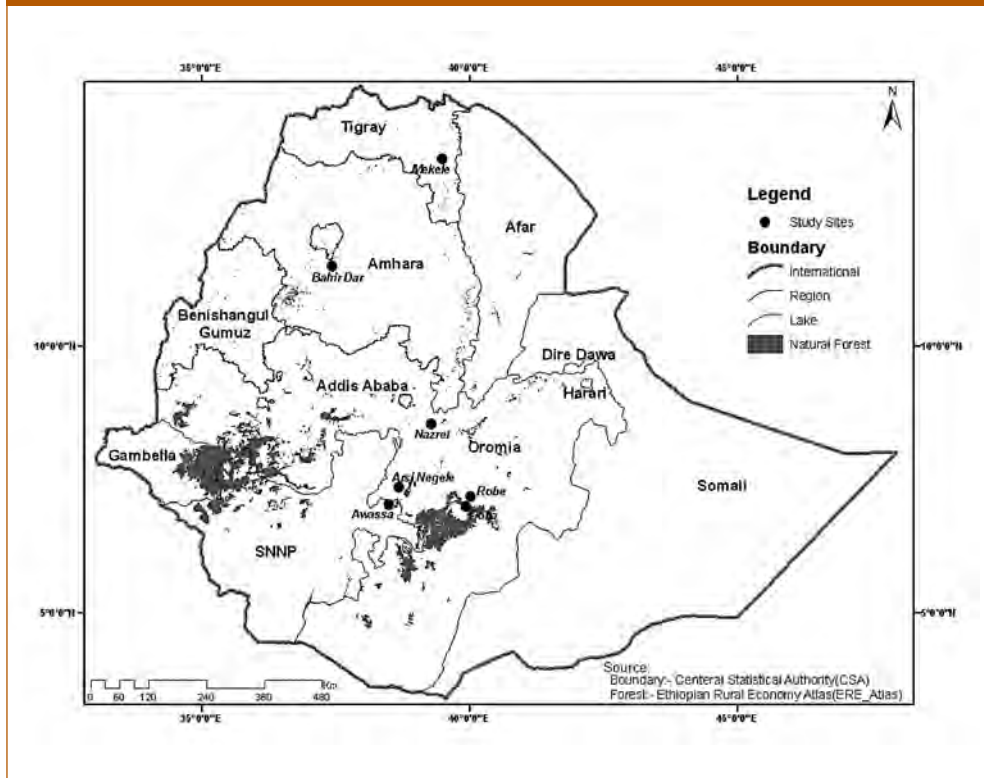 35°0'0"E 40°0'0"E 45°0'0"E
N
Tigray
Mekele
Legend
Study Sites
Afar
Boundary
Amhara
International
Bahir Dar
Region
Benishangul
Gumuz
Lake
Natural Forest
10°0'0"N 10°0'0"N
Dire Dawa
Addis Ababa
Harari
Nazret
Oromia
Gambella
Arsi Negele
Somali
Robe
Awassa
SNNP
5°0'0"N 5°0'0"N
Source:
Boundary:- Centeral Statistical Authority(CSA)
Forest:- Ethiopian Rural Economy Atlas(ERE_Atlas)
Km
0 60 120 240 360 480
35°0'0"E 40°0'0"E 45°0'0"E